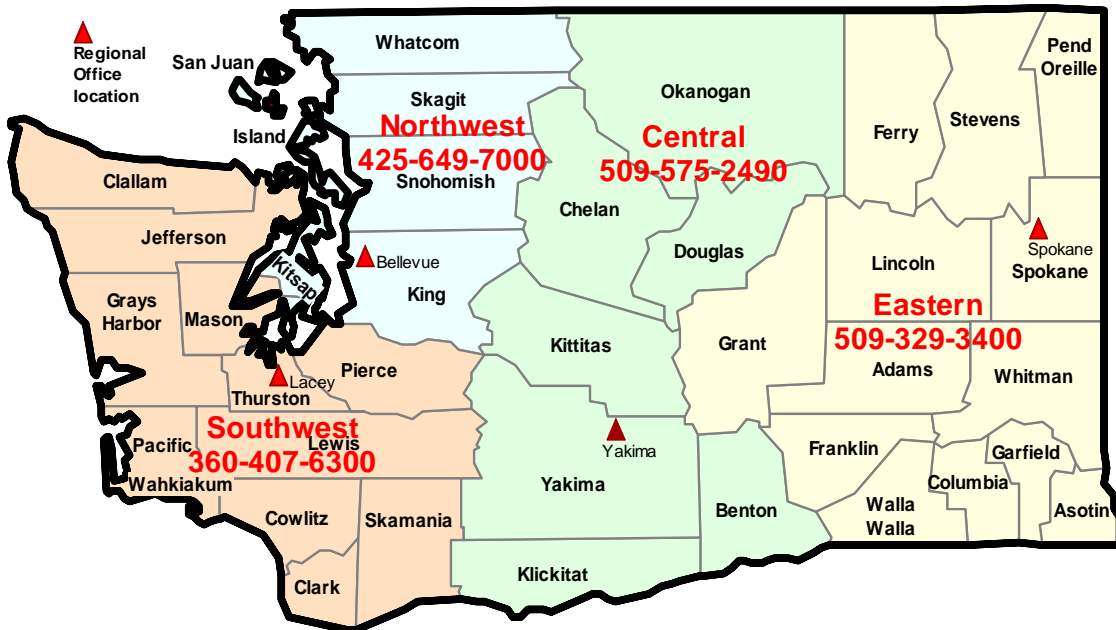 Regional
Office
location
San Juan
Island
Whatcom
Skagit
Northwest
425-649-7000
Snohomish
Bellevue
King
Kitsap
Clallam
Jefferson
Grays
Harbor
Mason
Lacey
Thurston
Pierce
Southwest
360-407-6300
Lewis
Pacific
Wahkiakum
Cowlitz
Skamania
Clark
Okanogan
Central
509-575-2490
Chelan
Douglas
Kittitas
Yakima
Yakima
Benton
Klickitat
Ferry
Stevens
Pend
Oreille
Lincoln
Spokane
Spokane
Eastern
509-329-3400
Grant
Adams
Whitman
Franklin
Walla
Walla
Columbia
Garfield
Asotin